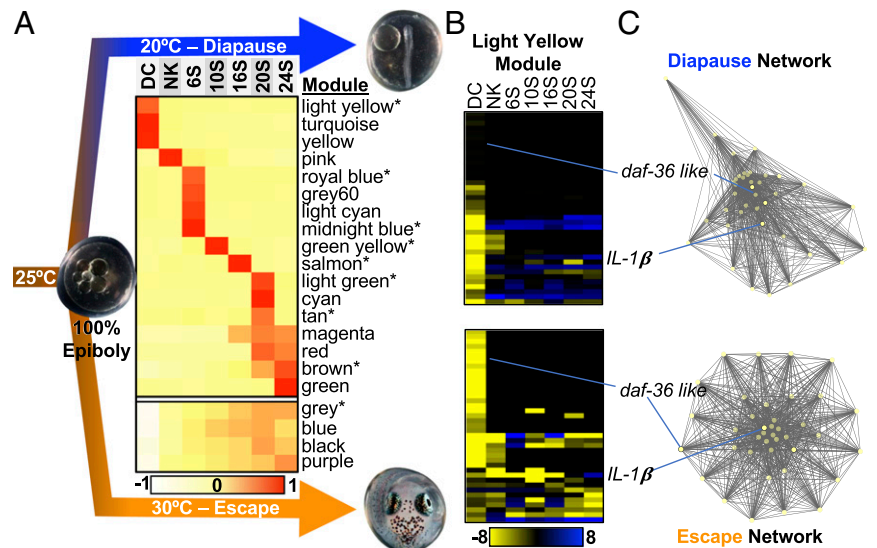 A
20ºC – Diapause
DC NK 6S 10S 16S 20S 24S
Module
light yellow*
turquoise
yellow
pink
royal blue*
grey60
light cyan
midnight blue*
green yellow*
salmon*
light green*
cyan
tan*
magenta
red
brown*
green
grey*
blue
black
purple
25ºC
100%
Epiboly
-1 0 1
30ºC – Escape
B
Light Yellow
Module
DC NK 6S 10S 16S 20S 24S
-8 8
C
Diapause Network
daf-36 like
IL-1β
daf-36 like
IL-1β
Escape Network